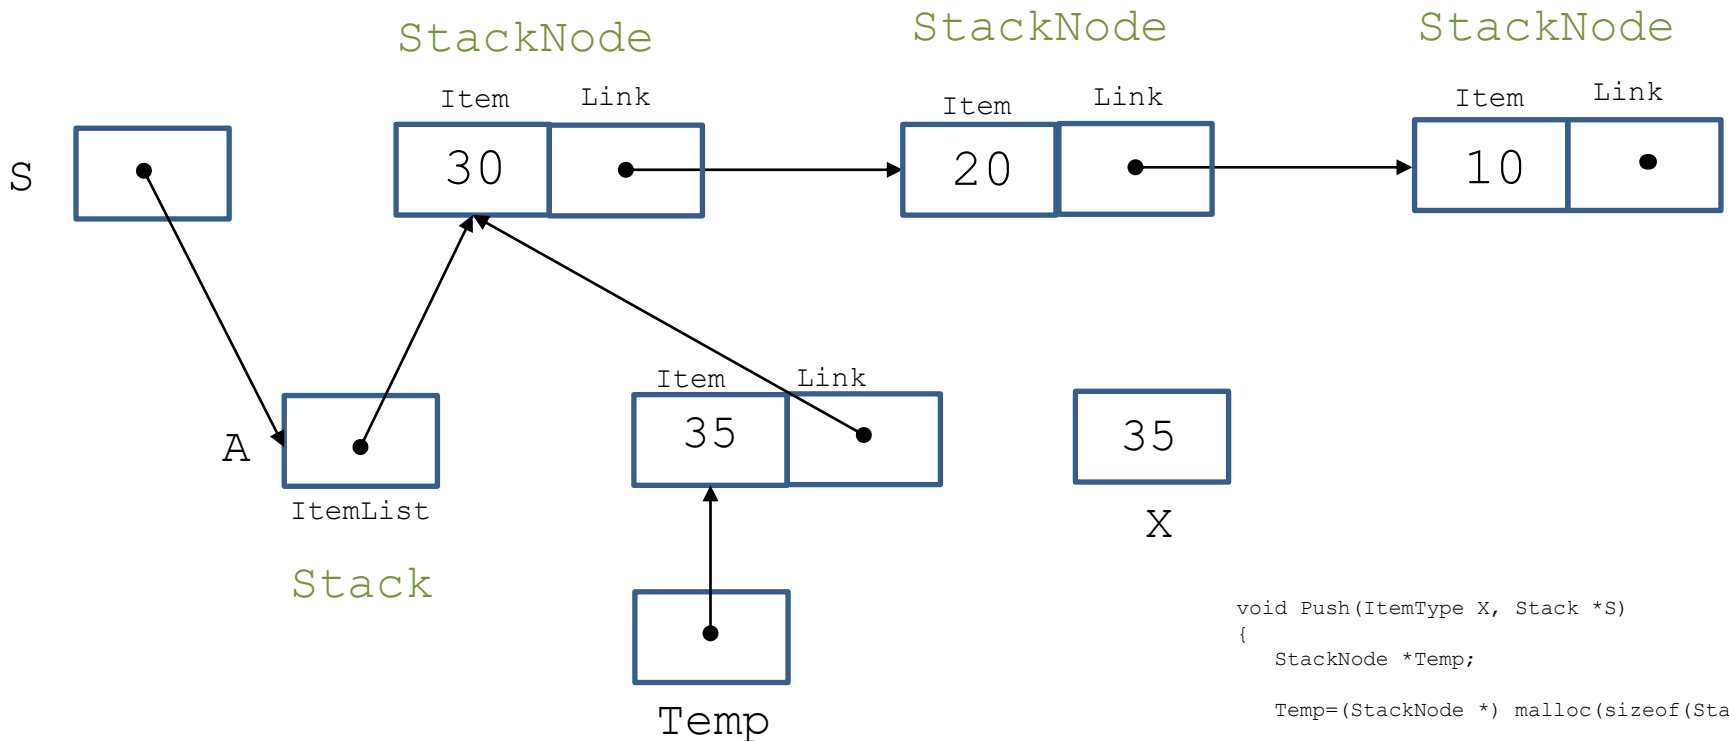 StackNode StackNode StackNode
Item Link Item Link Item Link
S 30 20 10
Item Link
A 35 35
ItemList X
Stack
Temp
void Push(ItemType X, Stack *S)
{
StackNode *Temp;
Temp=(StackNode *) malloc(sizeof(Sta